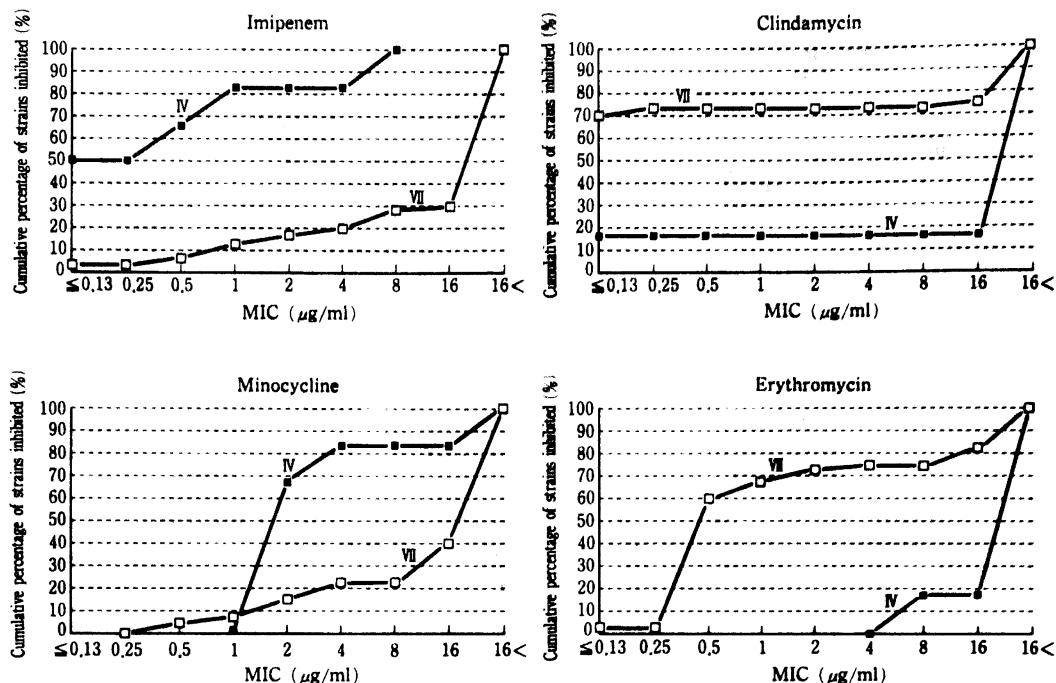 Imipenem
Cumulative percentage of strains inhibited (%)
100
90
80
70
60
50
40
30
20
10
0
IV
VII
≦0,13 0,25 0,5 1 2 4 8 16 16<
MIC (μg/ml)
Clindamycin
Cumulative percentage of strains inhibited (%)
100
90
80
70
60
50
40
30
20
10
0
VII
IV
≦0,13 0,25 0,5 1 2 4 8 16 16<
MIC (μg/ml)
Minocycline
Cumulative percentage of strains inhibited (%)
100
90
80
70
60
50
40
30
20
10
0
IV
VII
≦0,13 0,25 0,5 1 2 4 8 16 16<
MIC (μg/ml)
Erythromycin
Cumulative percentage of strains inhibited (%)
100
90
80
70
60
50
40
30
20
10
0
VII
IV
≦0,13 0,25 0,5 1 2 4 8 16 16<
MIC (μg/ml)